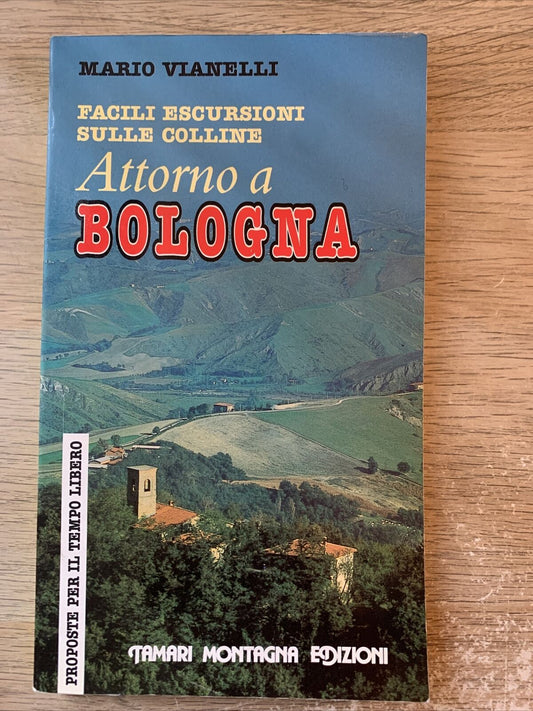 MARIO VIANELLI
FACILI ESCURSIONI
SULLE COLLINE
Attorno a
BOLOGNA
PROPOSTE PER IL TEMPO LIBERO
TAMARI MONTAGNA EDIZIONI